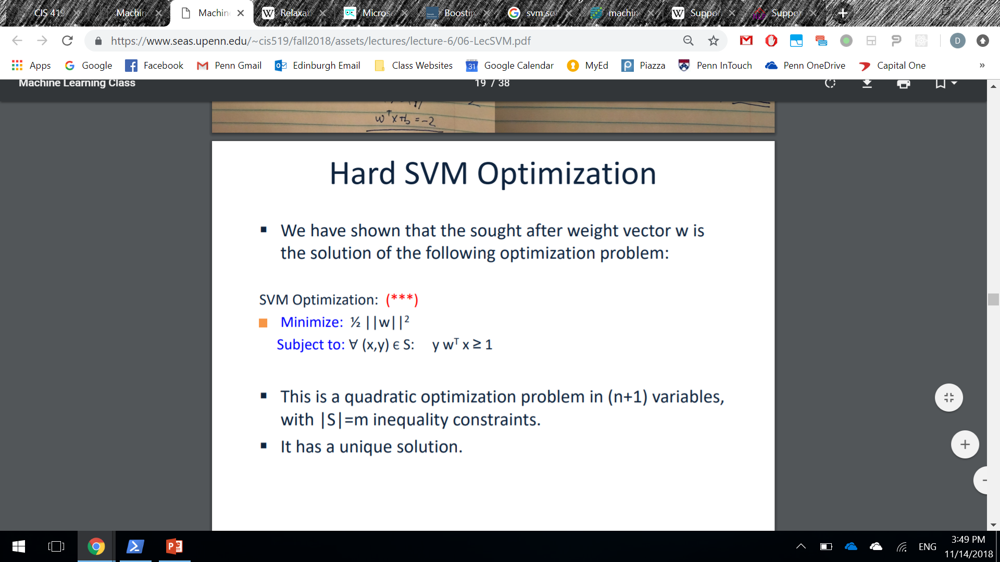 CIS 41
Machin
Machin
Relaxat
Micros
Boostin
svm so
machin
Suppor
Suppo
https://www.seas.upenn.edu/~cis519/fall2018/assets/lectures/lecture-6/06-LecSVM.pdf
D
Apps Google Facebook Penn Gmail Edinburgh Email Class Websites 31 Google Calendar MyEd Piazza Penn InTouch Penn OneDrive Capital One »
Machine Learning Class 19 / 38
wᵀx+b = -2
Hard SVM Optimization
▪ We have shown that the sought after weight vector w is
the solution of the following optimization problem:
SVM Optimization: (***)
Minimize: ½ ||w||²
Subject to: ∀ (x,y) ϵ S: y wᵀ x ≥ 1
▪ This is a quadratic optimization problem in (n+1) variables,
with |S|=m inequality constraints.
▪ It has a unique solution.
ENG
3:49 PM
11/14/2018